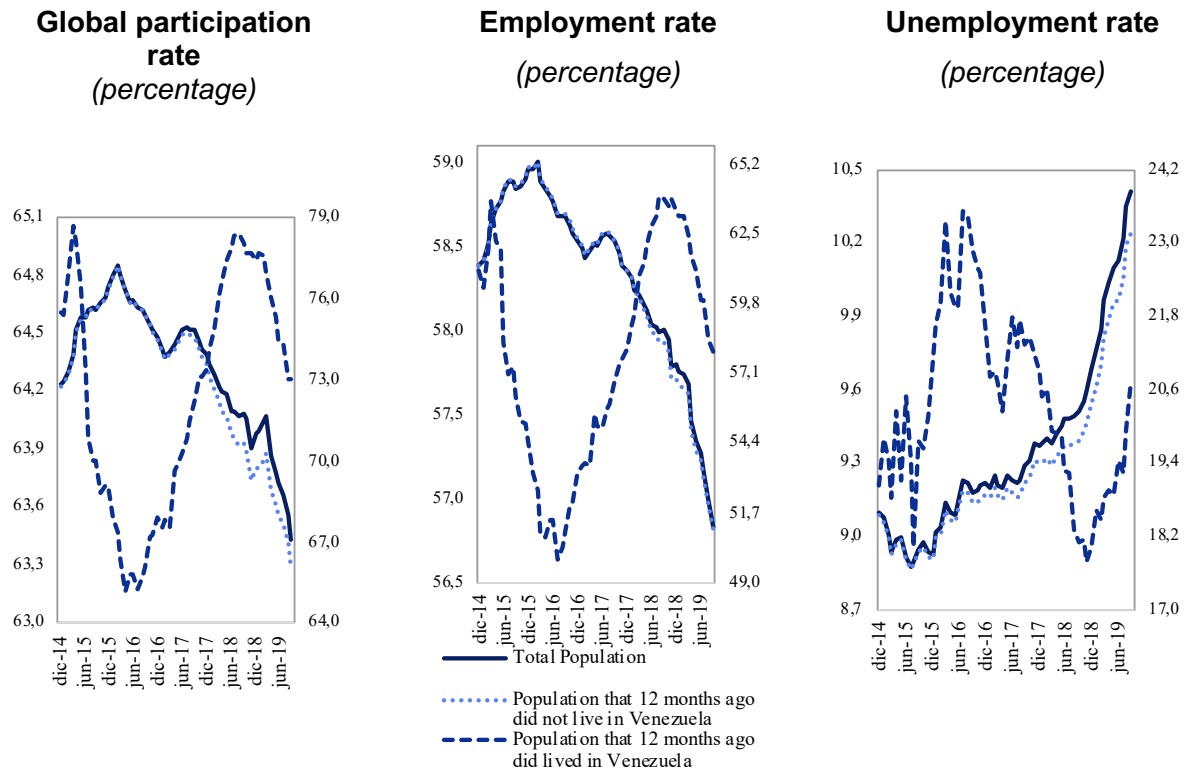 Global participation
rate
(percentage)
65,1
64,8
64,5
64,2
63,9
63,6
63,3
63,0
79,0
76,0
73,0
70,0
67,0
64,0
dic-14
jun-15
dic-15
jun-16
dic-16
jun-17
dic-17
jun-18
dic-18
jun-19
Employment rate
(percentage)
59,0
58,5
58,0
57,5
57,0
56,5
65,2
62,5
59,8
57,1
54,4
51,7
49,0
dic-14
jun-15
dic-15
jun-16
dic-16
jun-17
dic-17
jun-18
dic-18
jun-19
Unemployment rate
(percentage)
10,5
10,2
9,9
9,6
9,3
9,0
8,7
24,2
23,0
21,8
20,6
19,4
18,2
17,0
dic-14
jun-15
dic-15
jun-16
dic-16
jun-17
dic-17
jun-18
dic-18
jun-19
Total Population
Population that 12 months ago
did not live in Venezuela
Population that 12 months ago
did lived in Venezuela